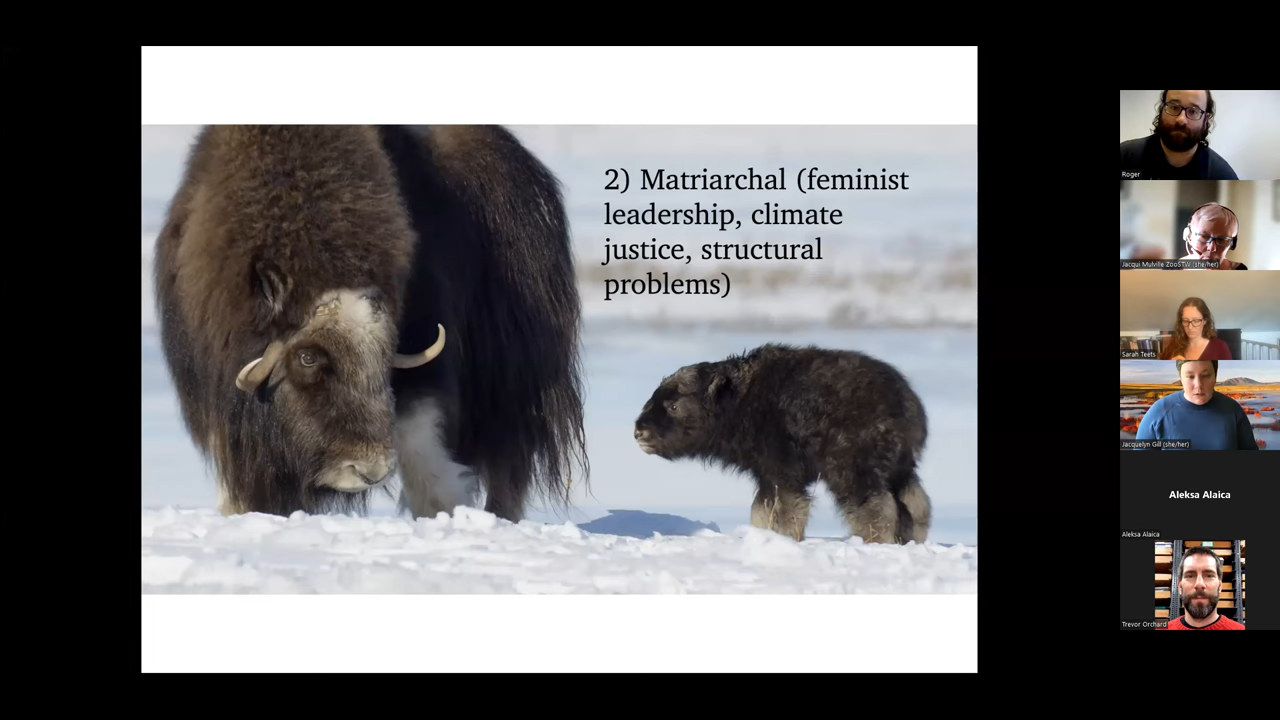 2) Matriarchal (feminist
leadership, climate
justice, structural
problems)
Roger
Jacqui Mulville ZooSTW (she/her)
Sarah Teets
Jacquelyn Gill (she/her)
Aleksa Alaica
Aleksa Alaica
Trevor Orchard